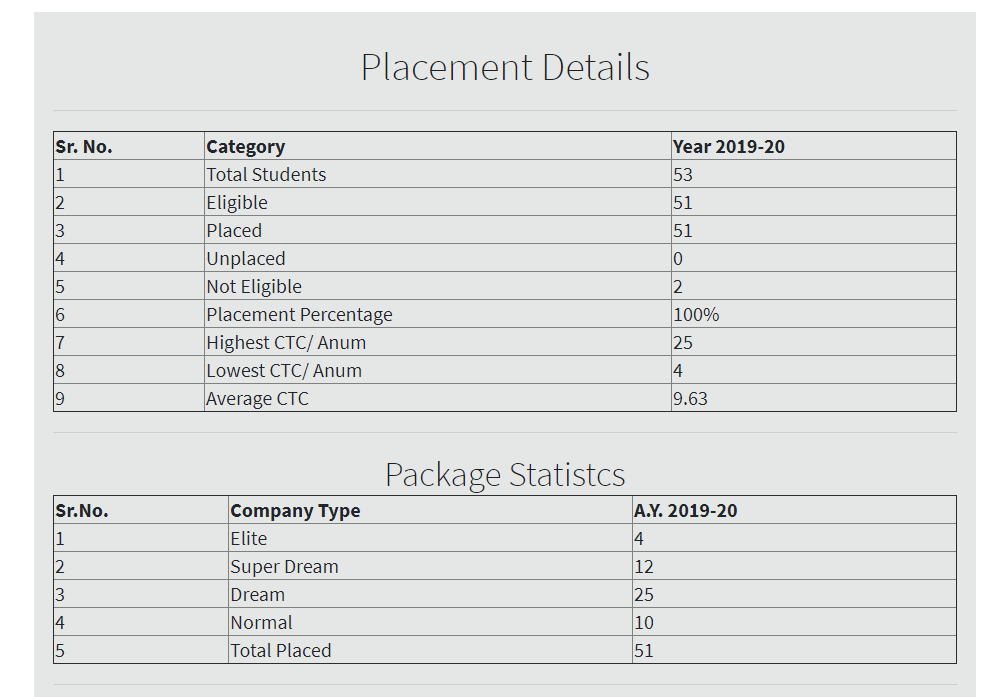 Placement Details
Sr. No. Category Year 2019-20
1 Total Students 53
2 Eligible 51
3 Placed 51
4 Unplaced 0
5 Not Eligible 2
6 Placement Percentage 100%
7 Highest CTC/ Anum 25
8 Lowest CTC/ Anum 4
9 Average CTC 9.63
Package Statistcs
Sr.No. Company Type A.Y. 2019-20
1 Elite 4
2 Super Dream 12
3 Dream 25
4 Normal 10
5 Total Placed 51